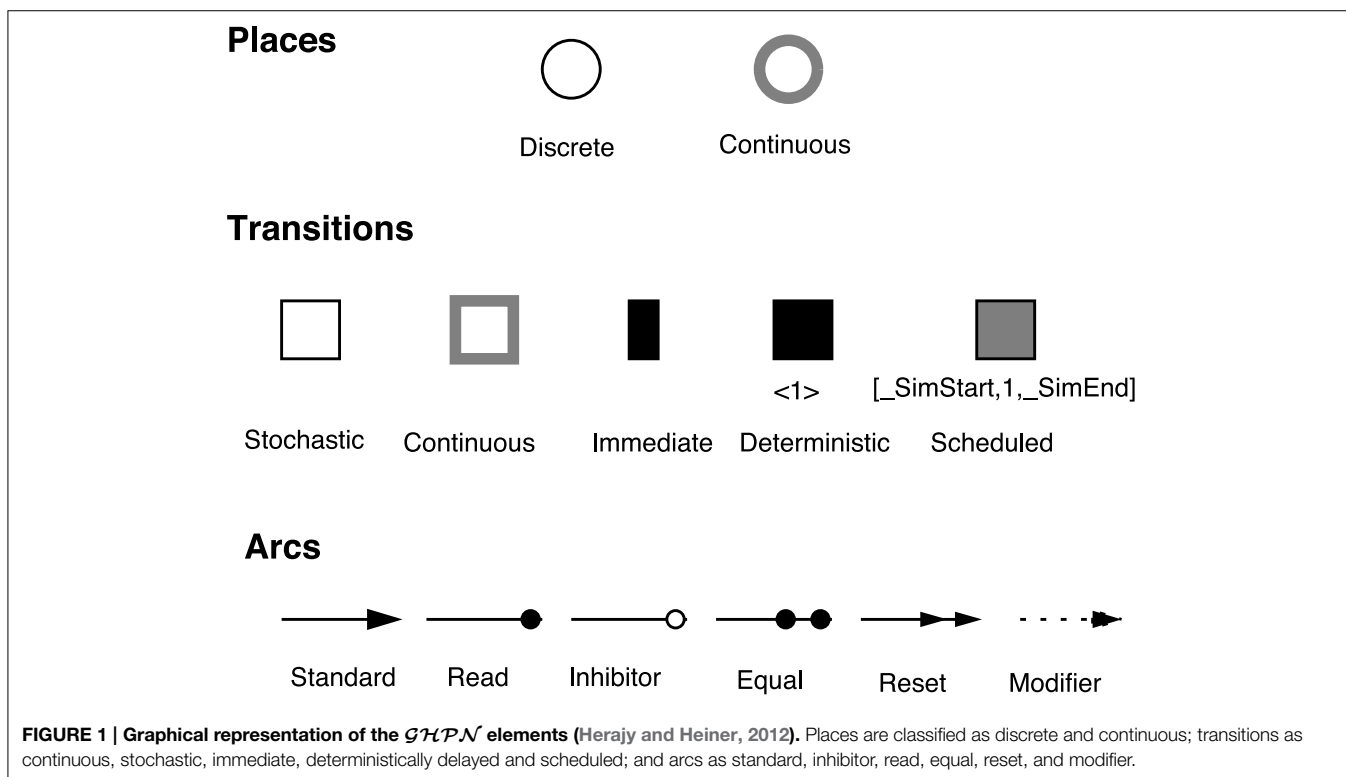 Places
Discrete
Continuous
Transitions
<1>
[_SimStart,1,_SimEnd]
Stochastic
Continuous
Immediate
Deterministic
Scheduled
Arcs
Standard
Read
Inhibitor
Equal
Reset
Modifier
FIGURE 1 | Graphical representation of the 𝒢ℋ𝒫𝒩 elements (Herajy and Heiner, 2012). Places are classified as discrete and continuous; transitions as
continuous, stochastic, immediate, deterministically delayed and scheduled; and arcs as standard, inhibitor, read, equal, reset, and modifier.